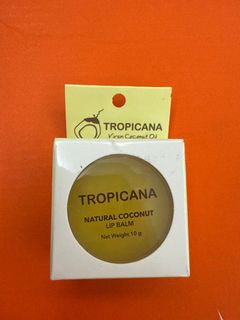 TROPICANA
Virgin Coconut Oil
TROPICANA
NATURAL COCONUT
LIP BALM
Net Weight 10 g